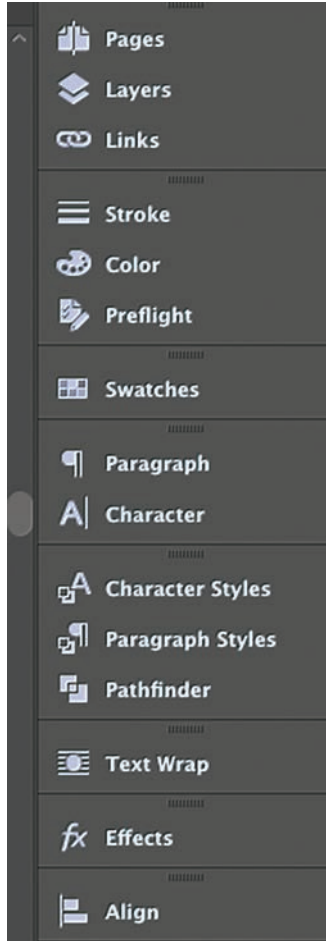 Pages
Layers
Links
Stroke
Color
Preflight
Swatches
Paragraph
Character
Character Styles
Paragraph Styles
Pathfinder
Text Wrap
Effects
Align